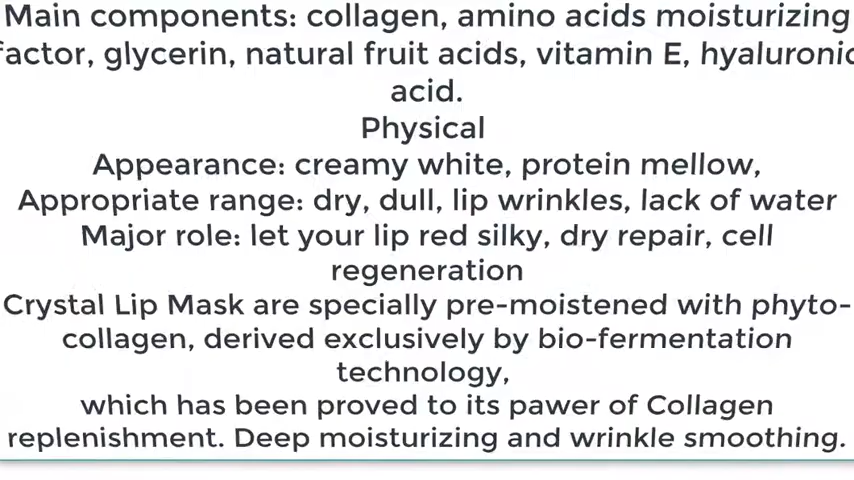 Main components: collagen, amino acids moisturizing
factor, glycerin, natural fruit acids, vitamin E, hyaluronic
acid.
Physical
Appearance: creamy white, protein mellow,
Appropriate range: dry, dull, lip wrinkles, lack of water
Major role: let your lip red silky, dry repair, cell
regeneration
Crystal Lip Mask are specially pre-moistened with phyto-
collagen, derived exclusively by bio-fermentation
technology,
which has been proved to its pawer of Collagen
replenishment. Deep moisturizing and wrinkle smoothing.